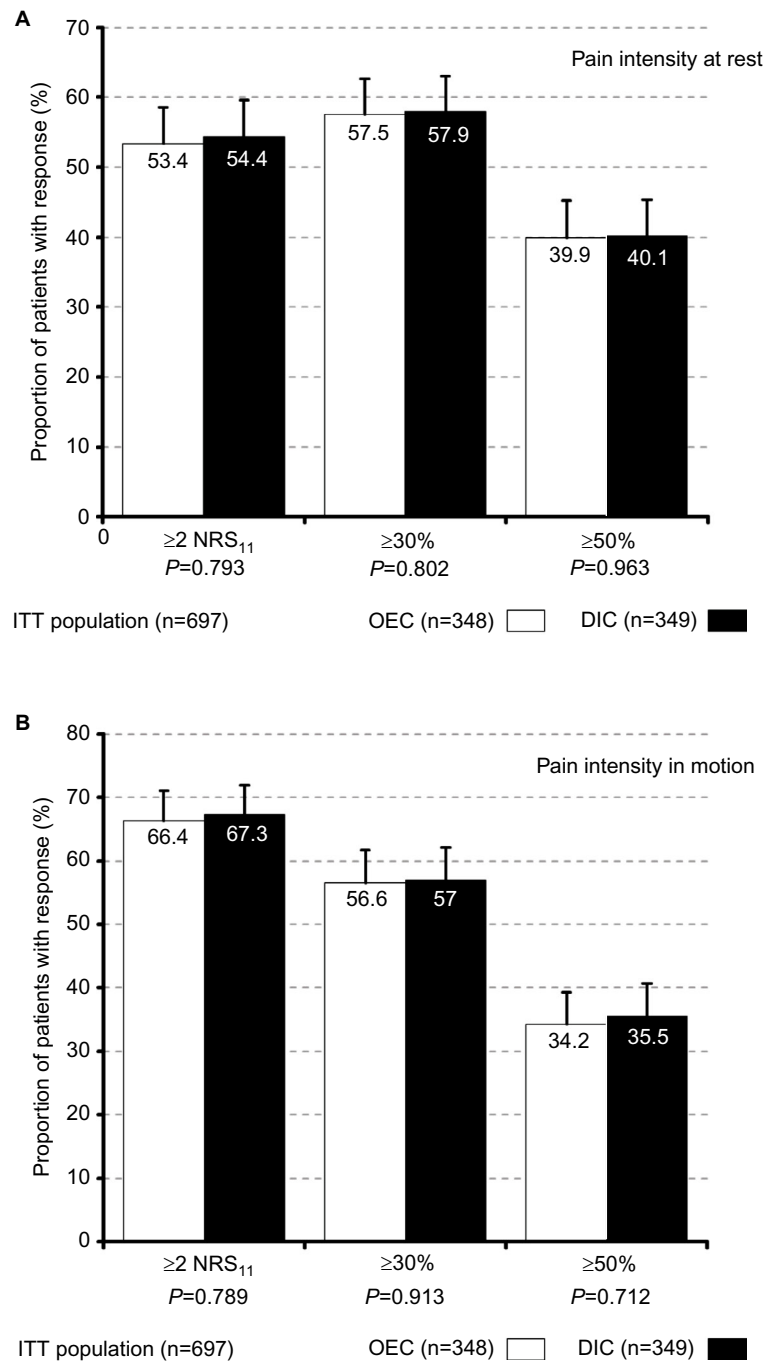 A
Pain intensity at rest
Proportion of patients with response (%)
70
60
50
40
30
20
10
0
0
53.4
54.4
57.5
57.9
39.9
40.1
≥2 NRS11 ≥30% ≥50%
P=0.793 P=0.802 P=0.963
ITT population (n=697) OEC (n=348) DIC (n=349)
B
Pain intensity in motion
Proportion of patients with response (%)
80
70
60
50
40
30
20
10
0
66.4
67.3
56.6
57
34.2
35.5
≥2 NRS11 ≥30% ≥50%
P=0.789 P=0.913 P=0.712
ITT population (n=697) OEC (n=348) DIC (n=349)